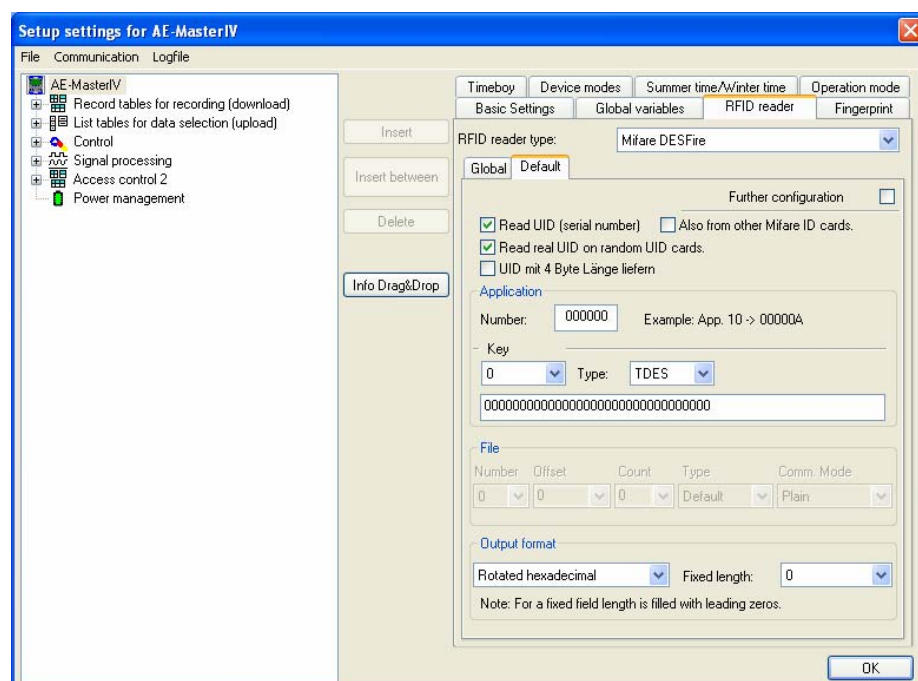 Setup settings for AE-MasterIV
File Communication Logfile
AE-MasterIV
Record tables for recording (download)
List tables for data selection (upload)
Control
Signal processing
Access control 2
Power management
Insert
Insert between
Delete
Info Drag&Drop
Timeboy Device modes Summer time/Winter time Operation mode
Basic Settings Global variables RFID reader Fingerprint
RFID reader type: Mifare DESFire
Global Default
Further configuration
Read UID (serial number) Also from other Mifare ID cards.
Read real UID on random UID cards.
UID mit 4 Byte Länge liefern
Application
Number: 000000 Example: App. 10 -> 00000A
Key
0 Type: TDES
00000000000000000000000000000000
File
Number Offset Count Type Comm. Mode
0 0 0 Default Plain
Output format
Rotated hexadecimal Fixed length: 0
Note: For a fixed field length is filled with leading zeros.
OK